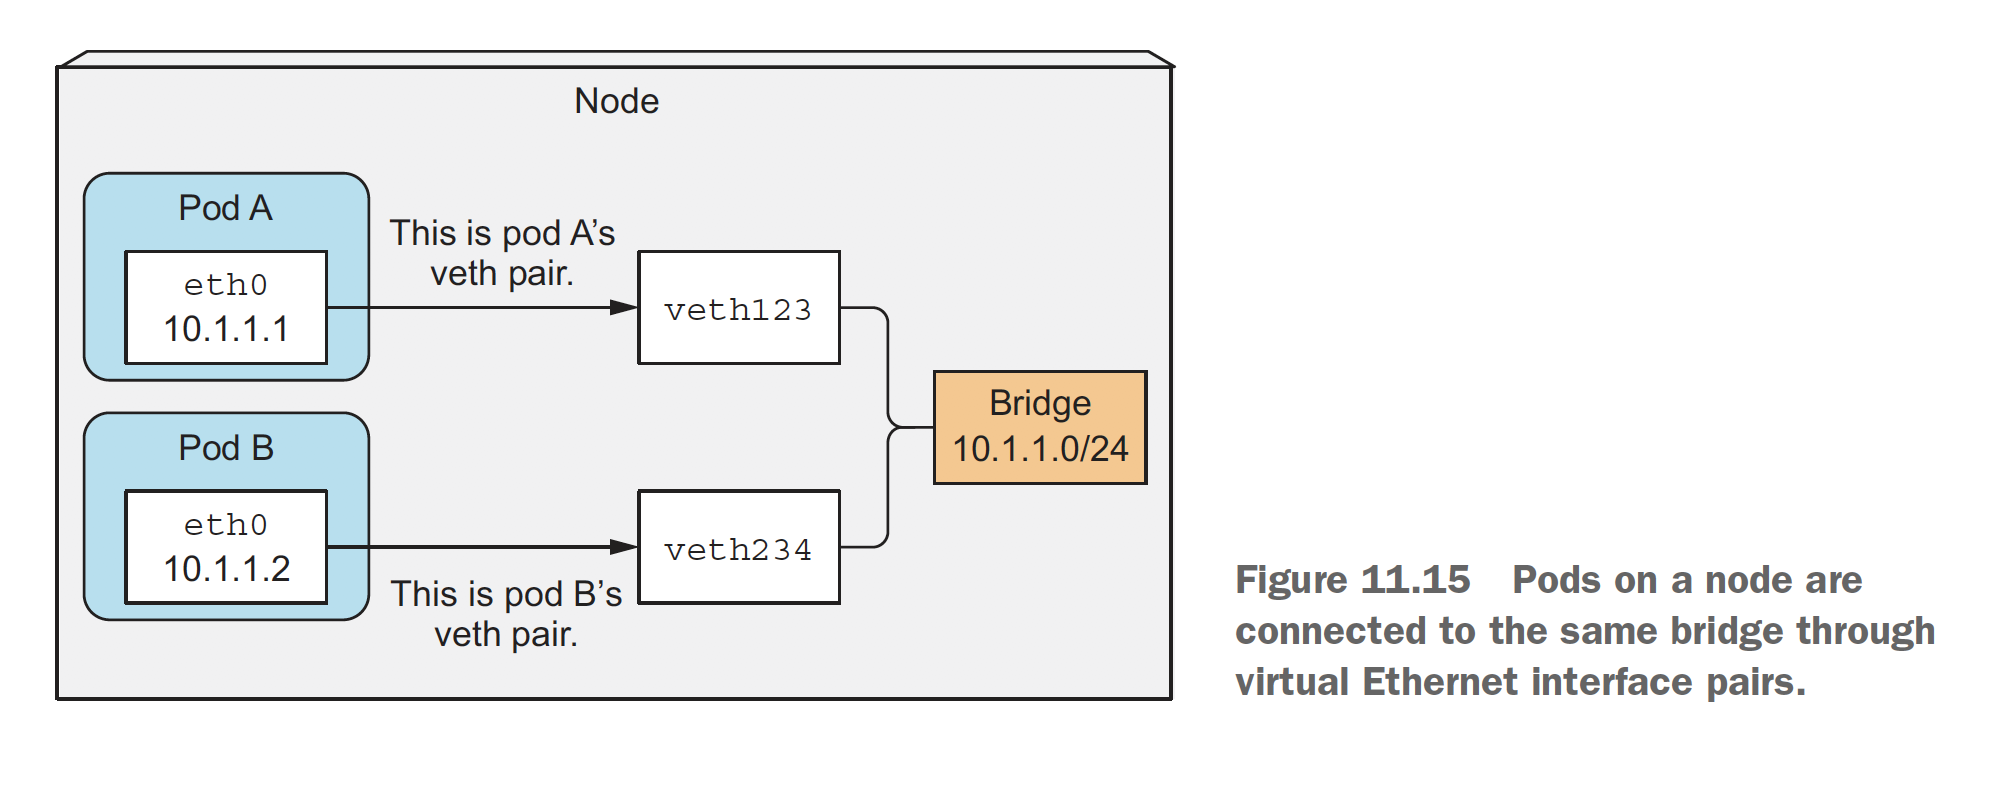 Node
Pod A
eth0
10.1.1.1
This is pod A’s
veth pair.
veth123
Bridge
10.1.1.0/24
Pod B
eth0
10.1.1.2
This is pod B’s
veth pair.
veth234
Figure 11.15 Pods on a node are
connected to the same bridge through
virtual Ethernet interface pairs.